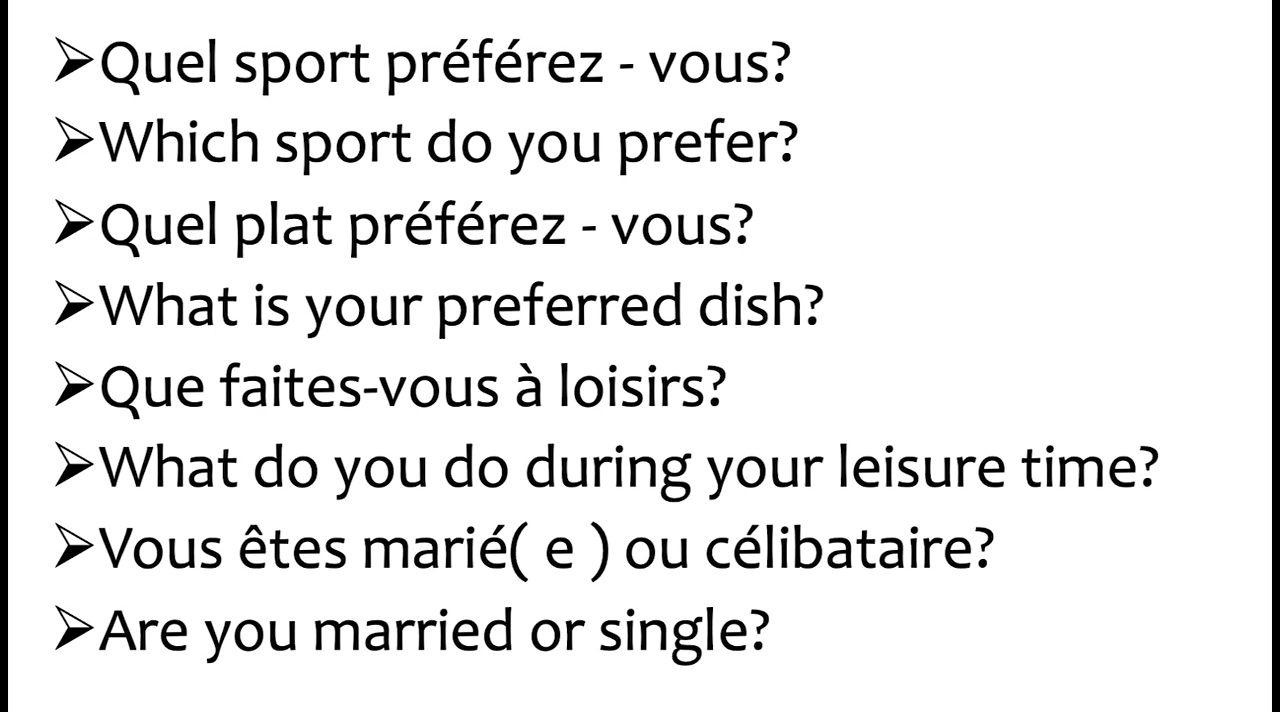 ➢Quel sport préférez - vous?
➢Which sport do you prefer?
➢Quel plat préférez - vous?
➢What is your preferred dish?
➢Que faites-vous à loisirs?
➢What do you do during your leisure time?
➢Vous êtes marié( e ) ou célibataire?
➢Are you married or single?